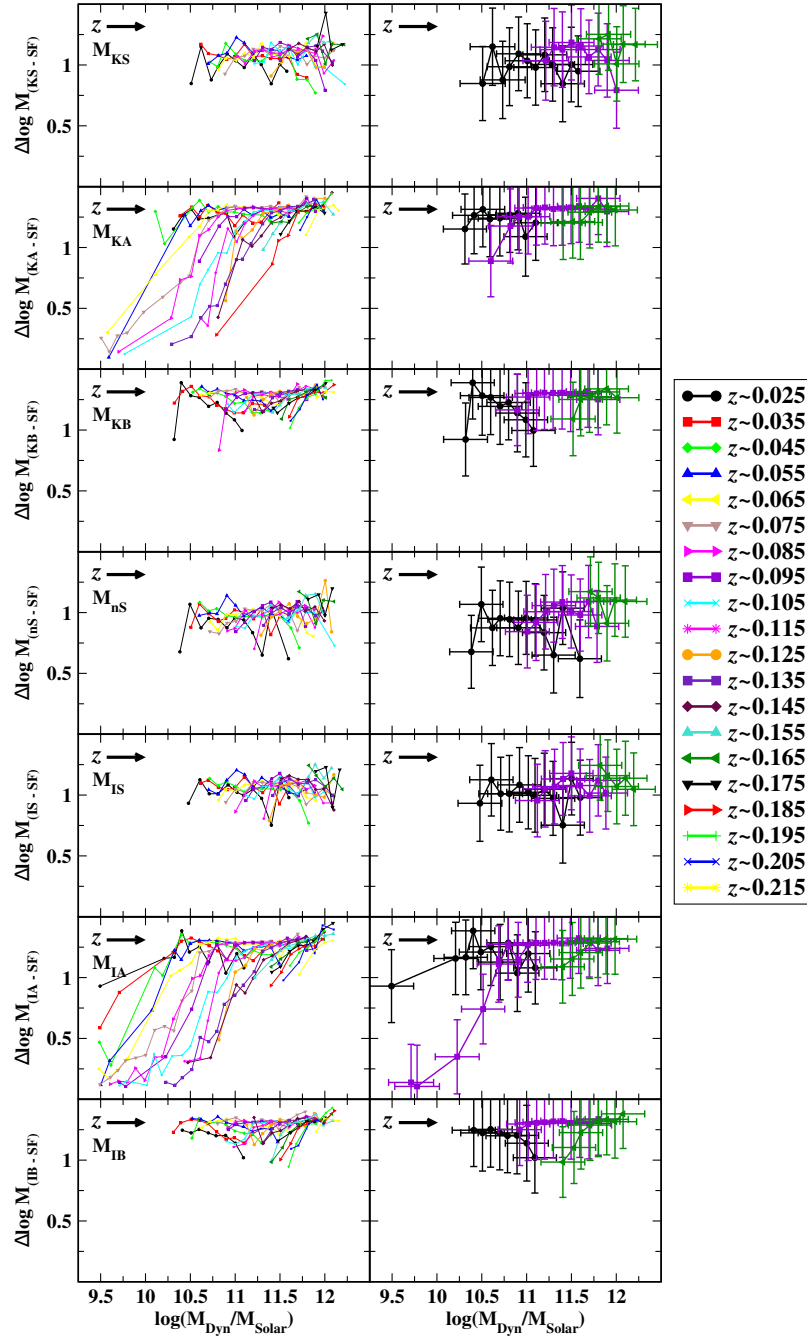 z
M_KS
Δlog M_(KS - SF)
1
0.5
z
z
M_KA
Δlog M_(KA - SF)
1
0.5
z
z
M_KB
Δlog M_(KB - SF)
1
0.5
z
z
M_nS
Δlog M_(nS - SF)
1
0.5
z
z
M_IS
Δlog M_(IS - SF)
1
0.5
z
z
M_IA
Δlog M_(IA - SF)
1
0.5
z
z
M_IB
Δlog M_(IB - SF)
1
0.5
z
9.5 10 10.5 11 11.5 12
log(M_Dyn/M_Solar)
9.5 10 10.5 11 11.5 12
log(M_Dyn/M_Solar)
z~0.025
z~0.035
z~0.045
z~0.055
z~0.065
z~0.075
z~0.085
z~0.095
z~0.105
z~0.115
z~0.125
z~0.135
z~0.145
z~0.155
z~0.165
z~0.175
z~0.185
z~0.195
z~0.205
z~0.215